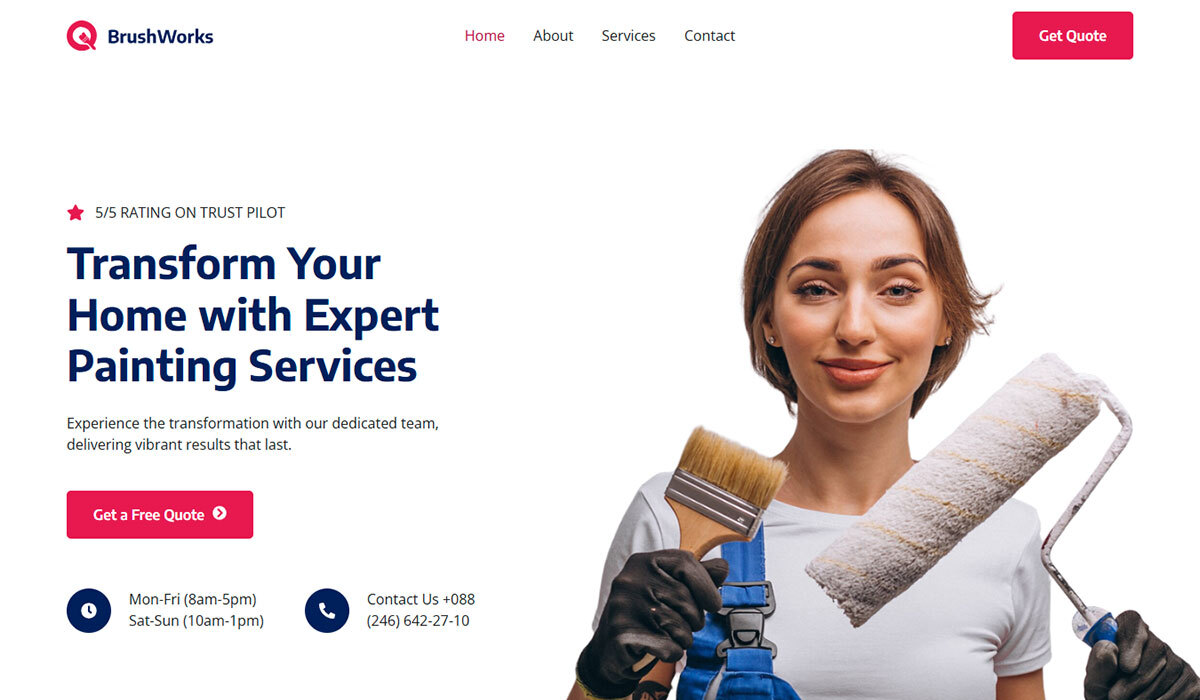 BrushWorks
Home About Services Contact
Get Quote
5/5 RATING ON TRUST PILOT
Transform Your
Home with Expert
Painting Services
Experience the transformation with our dedicated team,
delivering vibrant results that last.
Get a Free Quote
Mon-Fri (8am-5pm)
Sat-Sun (10am-1pm)
Contact Us +088
(246) 642-27-10